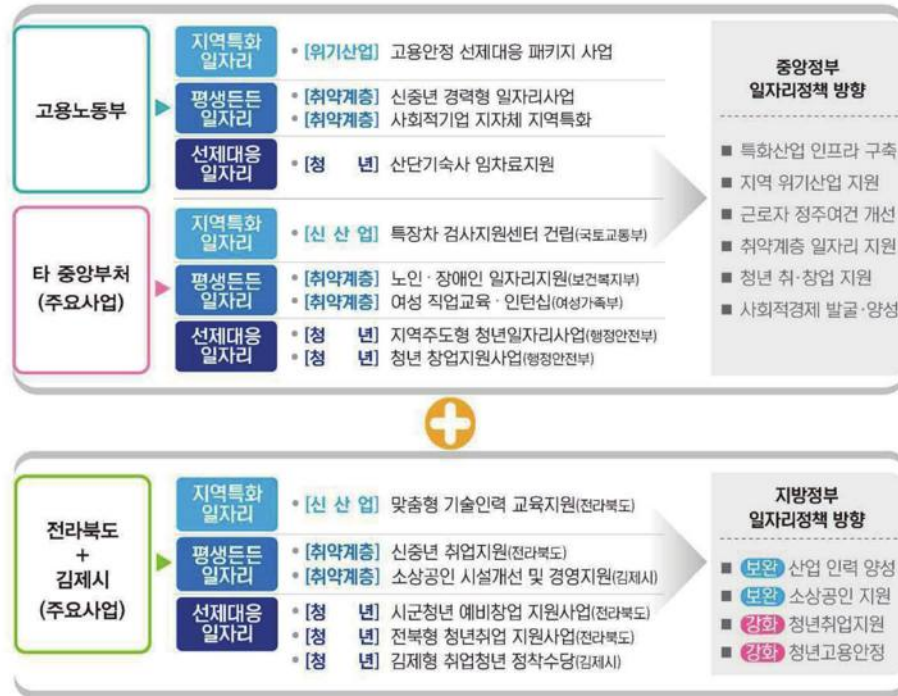 고용노동부
지역특화
일자리
• [위기산업] 고용안정 선제대응 패키지 사업
평생든든
일자리
• [취약계층] 신중년 경력형 일자리사업
• [취약계층] 사회적기업 지자체 지역특화
선제대응
일자리
• [청 년] 산단기숙사 임차료지원
타 중앙부처
(주요사업)
지역특화
일자리
• [신 산 업] 특장차 검사지원센터 건립(국토교통부)
평생든든
일자리
• [취약계층] 노인·장애인 일자리지원(보건복지부)
• [취약계층] 여성 직업교육·인턴십(여성가족부)
선제대응
일자리
• [청 년] 지역주도형 청년일자리사업(행정안전부)
• [청 년] 청년 창업지원사업(행정안전부)
중앙정부
일자리정책 방향
■ 특화산업 인프라 구축
■ 지역 위기산업 지원
■ 근로자 정주여건 개선
■ 취약계층 일자리 지원
■ 청년 취·창업 지원
■ 사회적경제 발굴·양성
+
전라북도
+
김제시
(주요사업)
지역특화
일자리
• [신 산 업] 맞춤형 기술인력 교육지원(전라북도)
평생든든
일자리
• [취약계층] 신중년 취업지원(전라북도)
• [취약계층] 소상공인 시설개선 및 경영지원(김제시)
선제대응
일자리
• [청 년] 시군청년 예비창업 지원사업(전라북도)
• [청 년] 전북형 청년취업 지원사업(전라북도)
• [청 년] 김제형 취업청년 정착수당(김제시)
지방정부
일자리정책 방향
■ 보완 산업 인력 양성
■ 보완 소상공인 지원
■ 강화 청년취업지원
■ 강화 청년고용안정